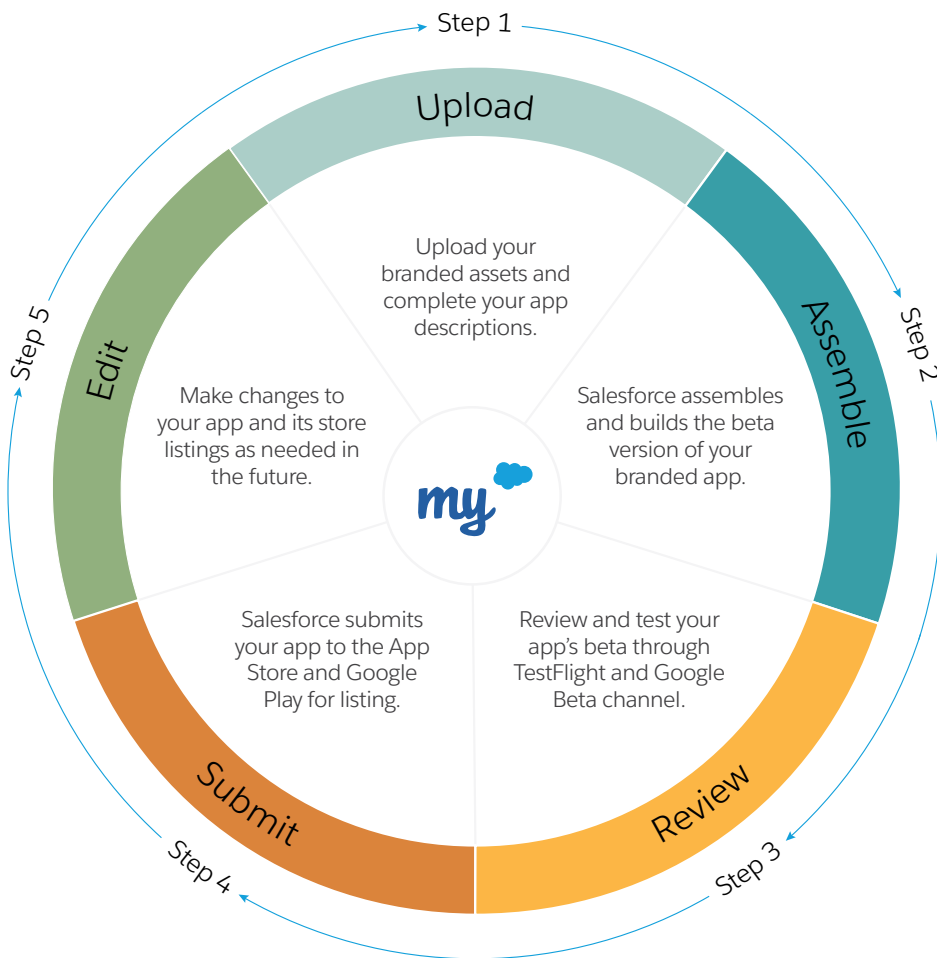 Step 1
Upload
Upload your
branded assets and
complete your app
descriptions.
Step 2
Assemble
Salesforce assembles
and builds the beta
version of your
branded app.
Step 3
Review
Review and test your
app’s beta through
TestFlight and Google
Beta channel.
Step 4
Submit
Salesforce submits
your app to the App
Store and Google
Play for listing.
Step 5
Edit
Make changes to
your app and its store
listings as needed in
the future.
my